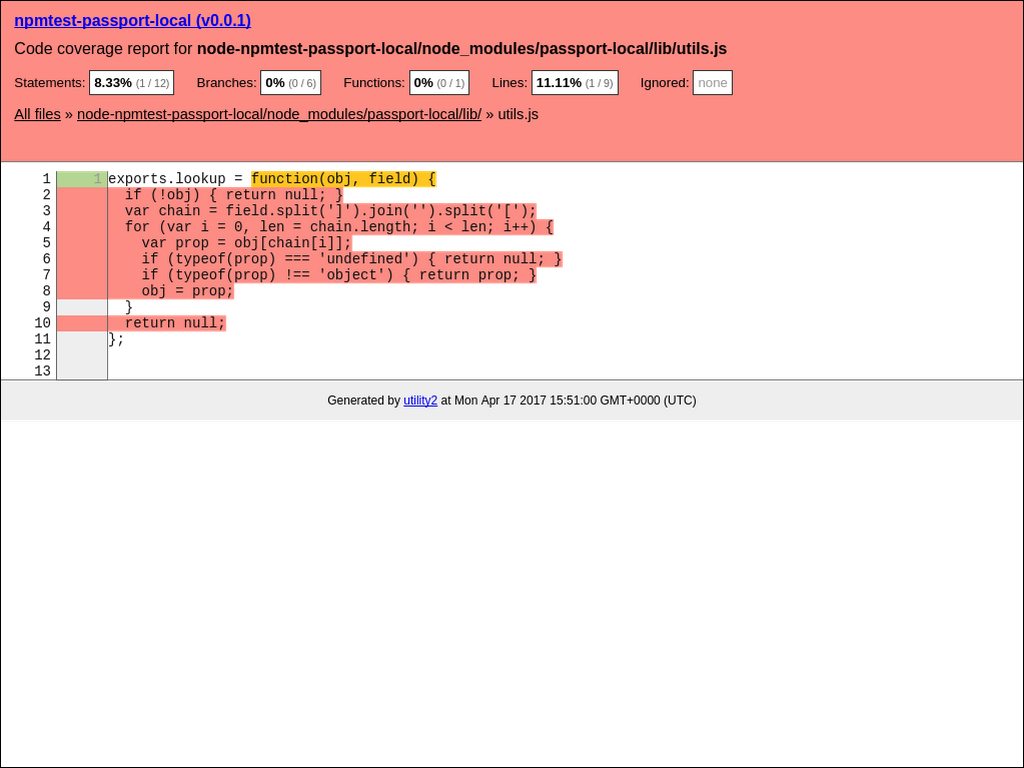 npmtest-passport-local (v0.0.1)
Code coverage report for node-npmtest-passport-local/node_modules/passport-local/lib/utils.js
Statements: 8.33% (1 / 12) Branches: 0% (0 / 6) Functions: 0% (0 / 1) Lines: 11.11% (1 / 9) Ignored: none
All files » node-npmtest-passport-local/node_modules/passport-local/lib/ » utils.js
1 1 exports.lookup = function(obj, field) {
2   if (!obj) { return null; }
3   var chain = field.split(']').join('').split('[');
4   for (var i = 0, len = chain.length; i < len; i++) {
5     var prop = obj[chain[i]];
6     if (typeof(prop) === 'undefined') { return null; }
7     if (typeof(prop) !== 'object') { return prop; }
8     obj = prop;
9   }
10   return null;
11 };
12
13
Generated by utility2 at Mon Apr 17 2017 15:51:00 GMT+0000 (UTC)